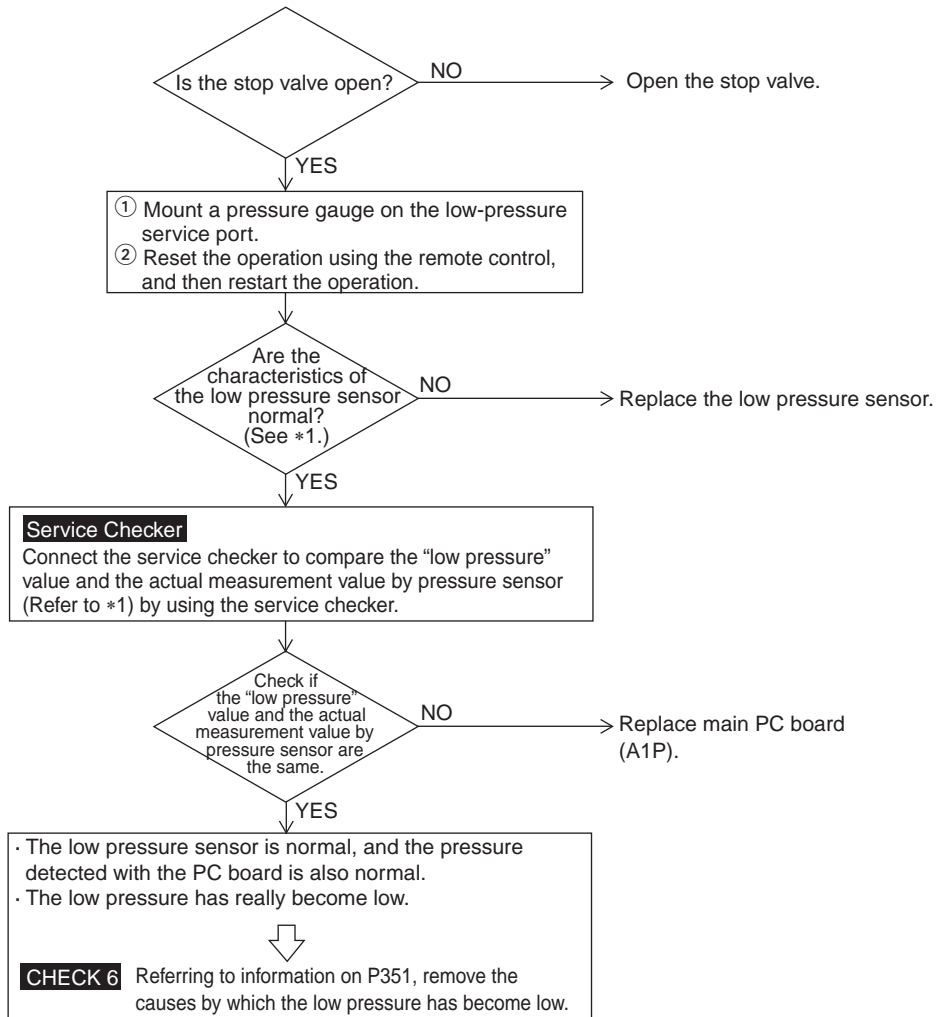 Is the stop valve open?
NO
Open the stop valve.
YES
① Mount a pressure gauge on the low-pressure
service port.
② Reset the operation using the remote control,
and then restart the operation.
Are the
characteristics of
the low pressure sensor
normal?
(See ∗1.)
NO
Replace the low pressure sensor.
YES
Service Checker
Connect the service checker to compare the “low pressure”
value and the actual measurement value by pressure sensor
(Refer to ∗1) by using the service checker.
Check if
the “low pressure”
value and the actual
measurement value by
pressure sensor are
the same.
NO
Replace main PC board
(A1P).
YES
· The low pressure sensor is normal, and the pressure
detected with the PC board is also normal.
· The low pressure has really become low.
CHECK 6 Referring to information on P351, remove the
causes by which the low pressure has become low.